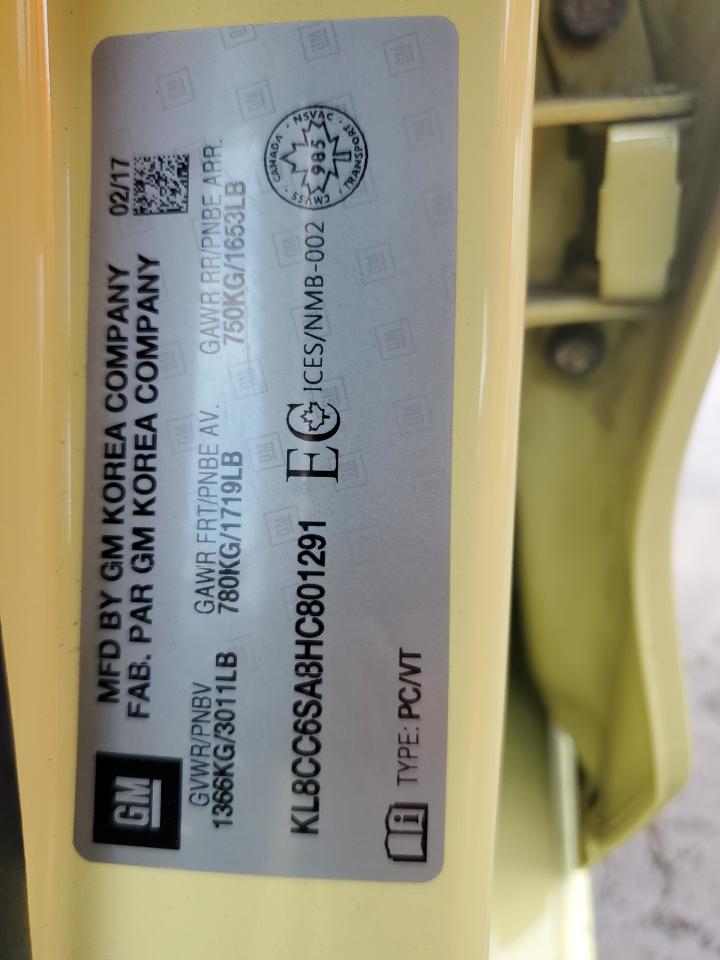 GM
MFD BY GM KOREA COMPANY 02/17
FAB. PAR GM KOREA COMPANY
GVWR/PNBV GAWR FRT/PNBE AV. GAWR RR/PNBE ARR.
1366KG/3011LB 780KG/1719LB 750KG/1653LB
KL8CC6SA8HC801291 EC ICES/NMB-002
CANADA · NSVAC · TRANSPORT · CMVSS
985
TYPE: PC/VT